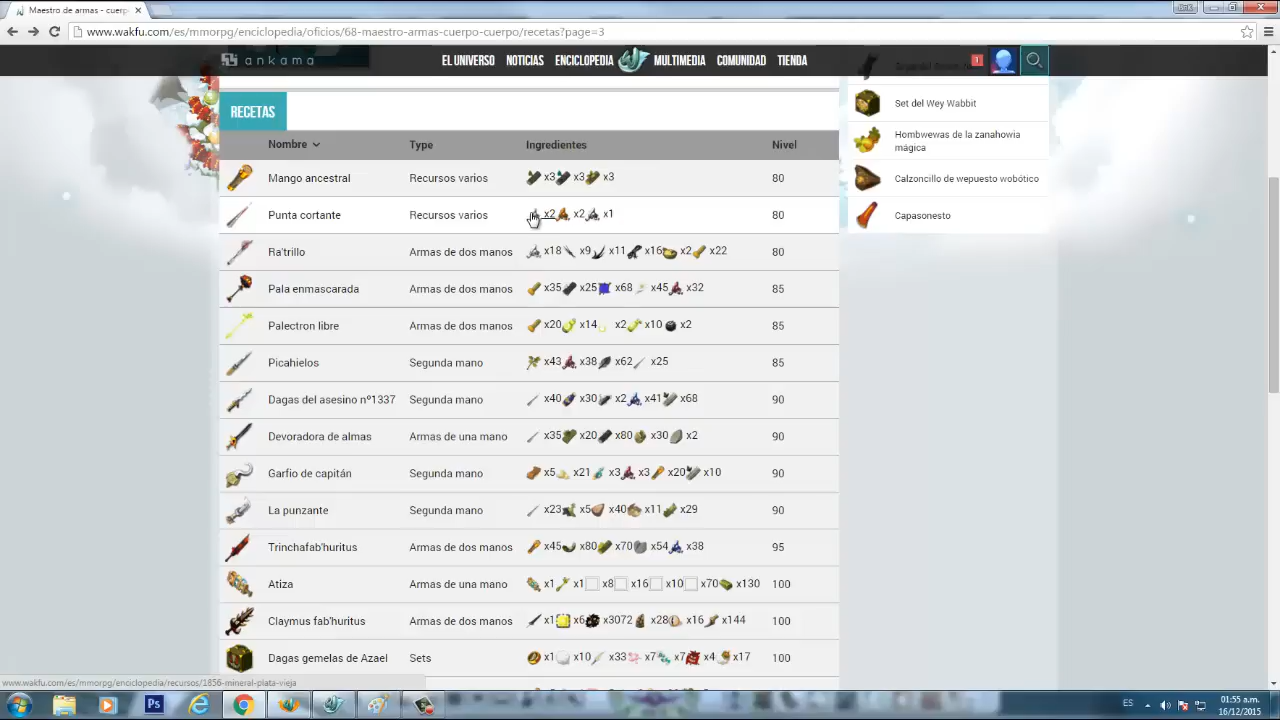 Maestro de armas - cuerp
www.wakfu.com/es/mmorpg/enciclopedia/oficios/68-maestro-armas-cuerpo-cuerpo/recetas?page=3
ankama
EL UNIVERSO NOTICIAS ENCICLOPEDIA MULTIMEDIA COMUNIDAD TIENDA 1
RECETAS
Nombre Type Ingredientes Nivel
Mango ancestral Recursos varios x3 x3 x3 80
Punta cortante Recursos varios x2 x2 x1 80
Ra'trillo Armas de dos manos x18 x9 x11 x16 x2 x22 80
Pala enmascarada Armas de dos manos x35 x25 x68 x45 x32 85
Palectron libre Armas de dos manos x20 x14 x2 x10 x2 85
Picahielos Segunda mano x43 x38 x62 x25 85
Dagas del asesino nº1337 Segunda mano x40 x30 x2 x41 x68 90
Devoradora de almas Armas de una mano x35 x20 x80 x30 x2 90
Garfio de capitán Segunda mano x5 x21 x3 x3 x20 x10 90
La punzante Segunda mano x23 x5 x40 x11 x29 90
Trinchafab'huritus Armas de dos manos x45 x80 x70 x54 x38 95
Atiza Armas de una mano x1 x1 x8 x16 x10 x70 x130 100
Claymus fab'huritus Armas de dos manos x1 x6 x3072 x28 x16 x144 100
Dagas gemelas de Azael Sets x1 x10 x33 x7 x7 x4 x17 100
Set del Wey Wabbit
Hombwewas de la zanahowia
mágica
Calzoncillo de wepuesto wobótico
Capasonesto
www.wakfu.com/es/mmorpg/enciclopedia/recursos/1856-mineral-plata-vieja
Ps
ES
01:55 a.m.
16/12/2015